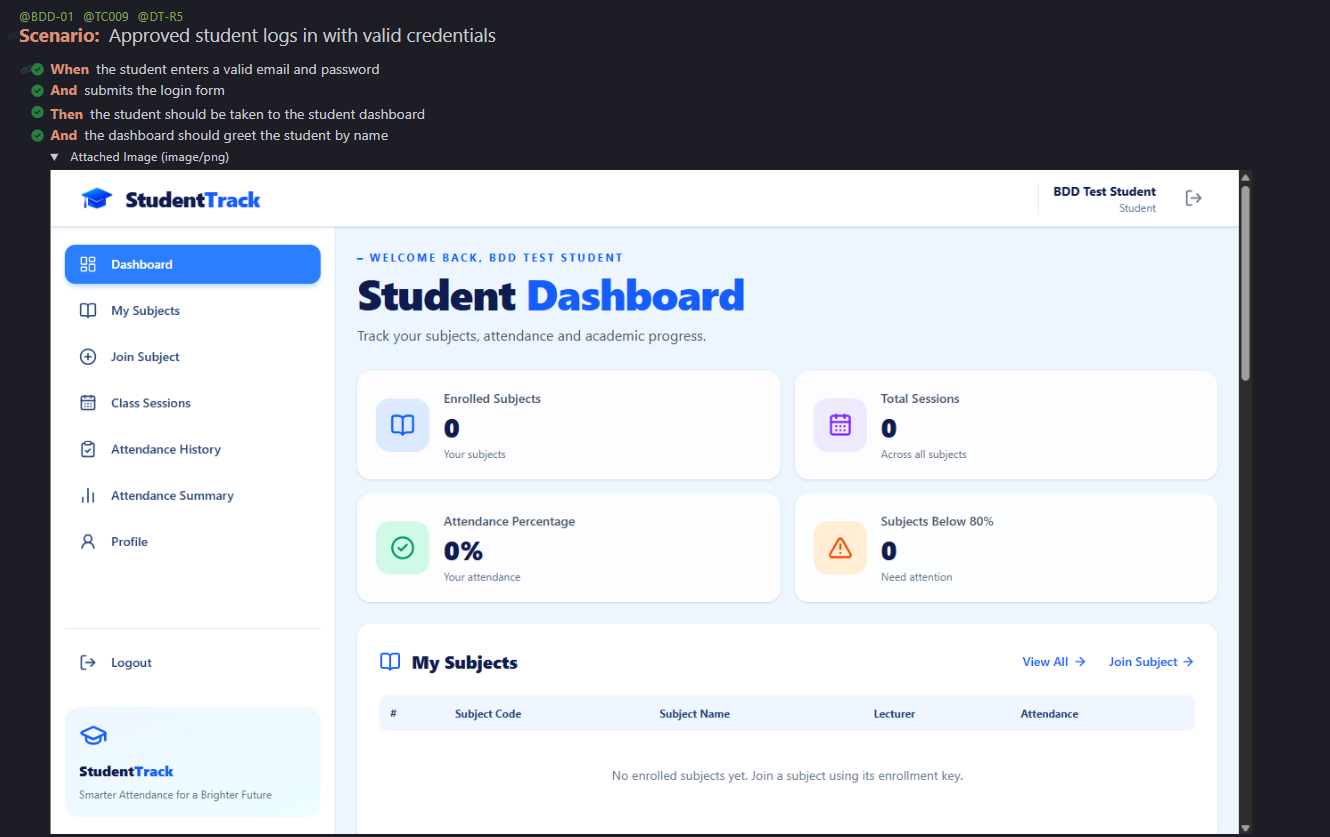 @BDD-01 @TC009 @DT-R5
Scenario: Approved student logs in with valid credentials
When the student enters a valid email and password
And submits the login form
Then the student should be taken to the student dashboard
And the dashboard should greet the student by name
▼ Attached Image (image/png)
StudentTrack
BDD Test Student
Student
Dashboard
My Subjects
Join Subject
Class Sessions
Attendance History
Attendance Summary
Profile
Logout
StudentTrack
Smarter Attendance for a Brighter Future
– WELCOME BACK, BDD TEST STUDENT
Student Dashboard
Track your subjects, attendance and academic progress.
Enrolled Subjects
0
Your subjects
Total Sessions
0
Across all subjects
Attendance Percentage
0%
Your attendance
Subjects Below 80%
0
Need attention
My Subjects
View All →
Join Subject →
# Subject Code Subject Name Lecturer Attendance
No enrolled subjects yet. Join a subject using its enrollment key.